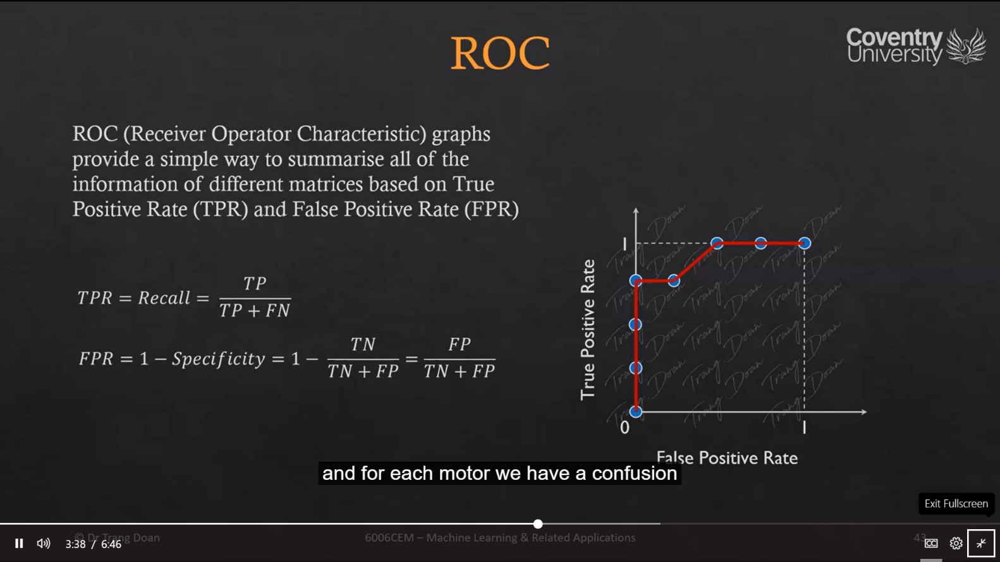 ROC
Coventry
University
ROC (Receiver Operator Characteristic) graphs
provide a simple way to summarise all of the
information of different matrices based on True
Positive Rate (TPR) and False Positive Rate (FPR)
TPR = Recall = TP / TP + FN
FPR = 1 − Specificity = 1 − TN / TN + FP = FP / TN + FP
True Positive Rate
1
0
1
False Positive Rate
Trang Doan
and for each motor we have a confusion
Exit Fullscreen
© Dr Trang Doan
6006CEM – Machine Learning & Related Applications
43
3:38 / 6:46
CC